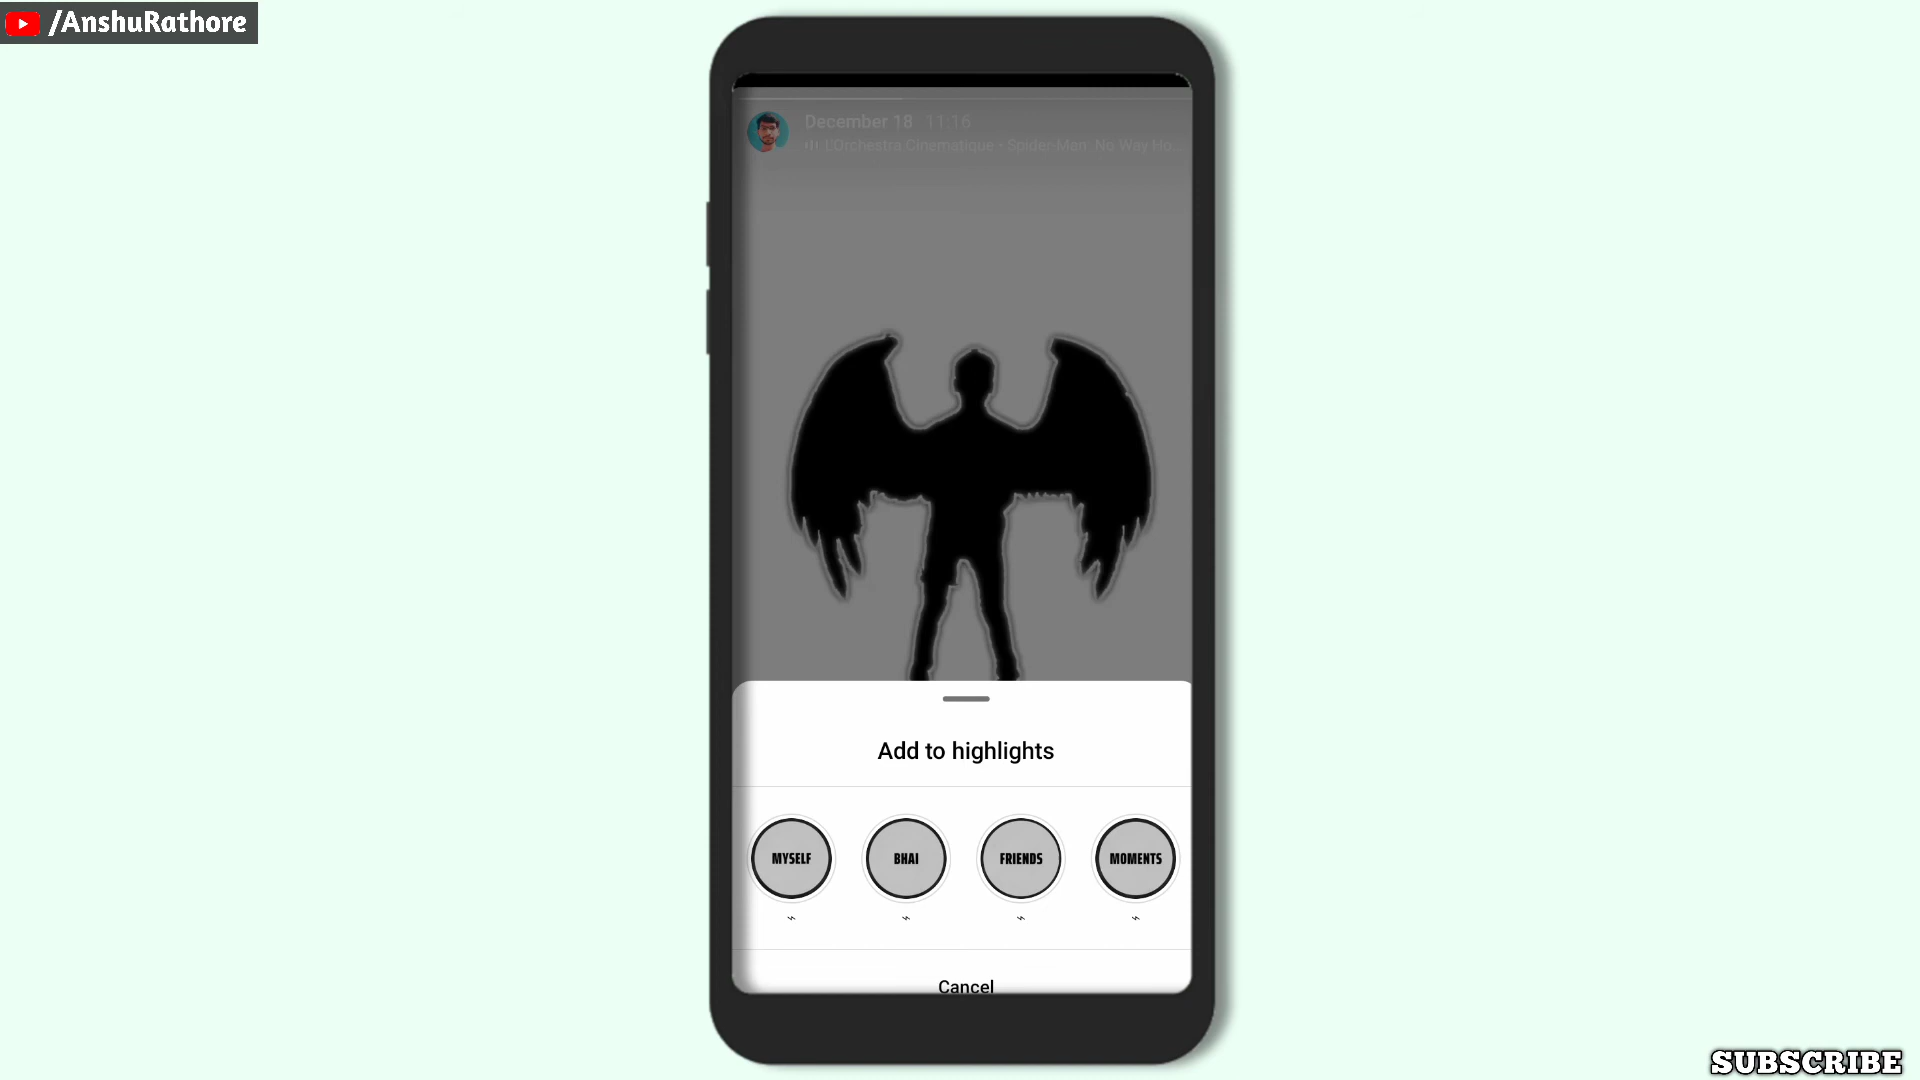 /AnshuRathore
December 18 11:16
L'Orchestra Cinematique • Spider-Man: No Way Ho...
Add to highlights
MYSELF BHAI FRIENDS MOMENTS
Cancel
SUBSCRIBE